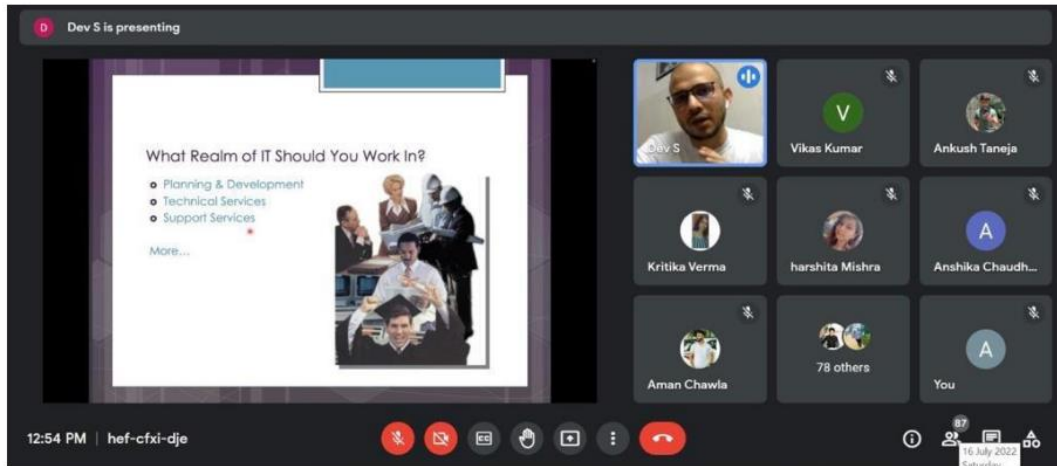 D Dev S is presenting
What Realm of IT Should You Work In?
Planning & Development
Technical Services
Support Services
More...
Dev S
V
Vikas Kumar
Ankush Taneja
Kritika Verma
harshita Mishra
A
Anshika Chaudh...
Aman Chawla
78 others
A
You
12:54 PM | hef-cfxi-dje
CC
87
16 July 2022
Saturday